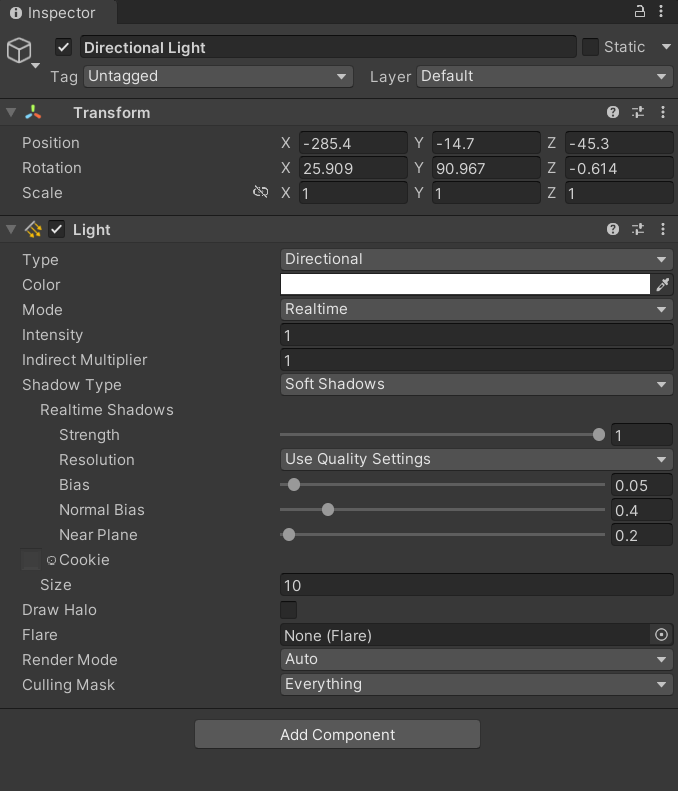 Inspector
Directional Light Static
Tag Untagged Layer Default
Transform
Position X -285.4 Y -14.7 Z -45.3
Rotation X 25.909 Y 90.967 Z -0.614
Scale X 1 Y 1 Z 1
Light
Type Directional
Color
Mode Realtime
Intensity 1
Indirect Multiplier 1
Shadow Type Soft Shadows
Realtime Shadows
Strength 1
Resolution Use Quality Settings
Bias 0.05
Normal Bias 0.4
Near Plane 0.2
Cookie
Size 10
Draw Halo
Flare None (Flare)
Render Mode Auto
Culling Mask Everything
Add Component